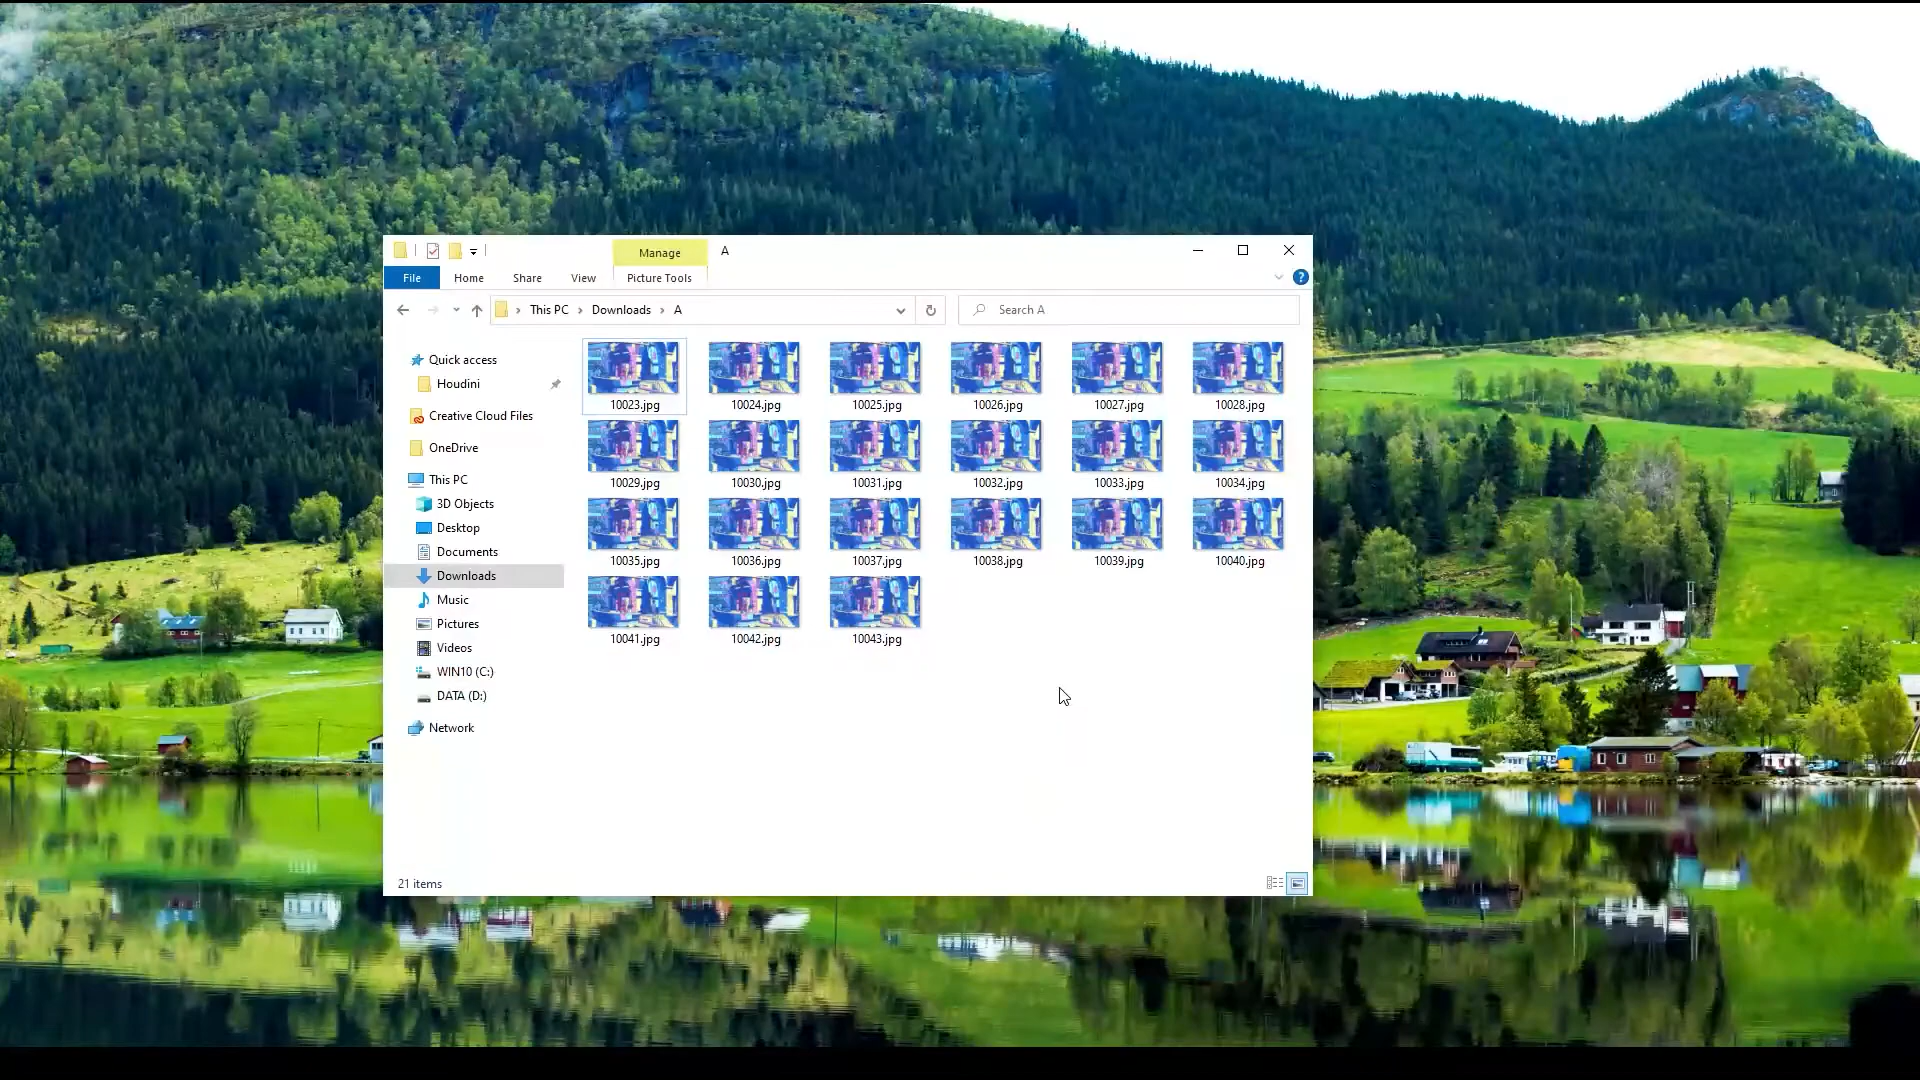 Manage
A
File
Home
Share
View
Picture Tools
This PC
Downloads
A
Search A
Quick access
Houdini
Creative Cloud Files
OneDrive
This PC
3D Objects
Desktop
Documents
Downloads
Music
Pictures
Videos
WIN10 (C:)
DATA (D:)
Network
10023.jpg
10024.jpg
10025.jpg
10026.jpg
10027.jpg
10028.jpg
10029.jpg
10030.jpg
10031.jpg
10032.jpg
10033.jpg
10034.jpg
10035.jpg
10036.jpg
10037.jpg
10038.jpg
10039.jpg
10040.jpg
10041.jpg
10042.jpg
10043.jpg
21 items